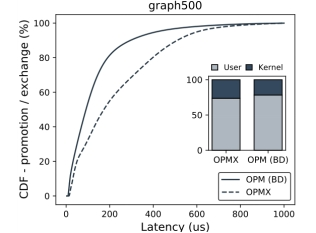 graph500
CDF - promotion / exchange (%)
100
80
60
40
20
0
User Kernel
100
50
0
OPMX OPM (BD)
OPM (BD)
OPMX
0 200 400 600 800 1000
Latency (us)